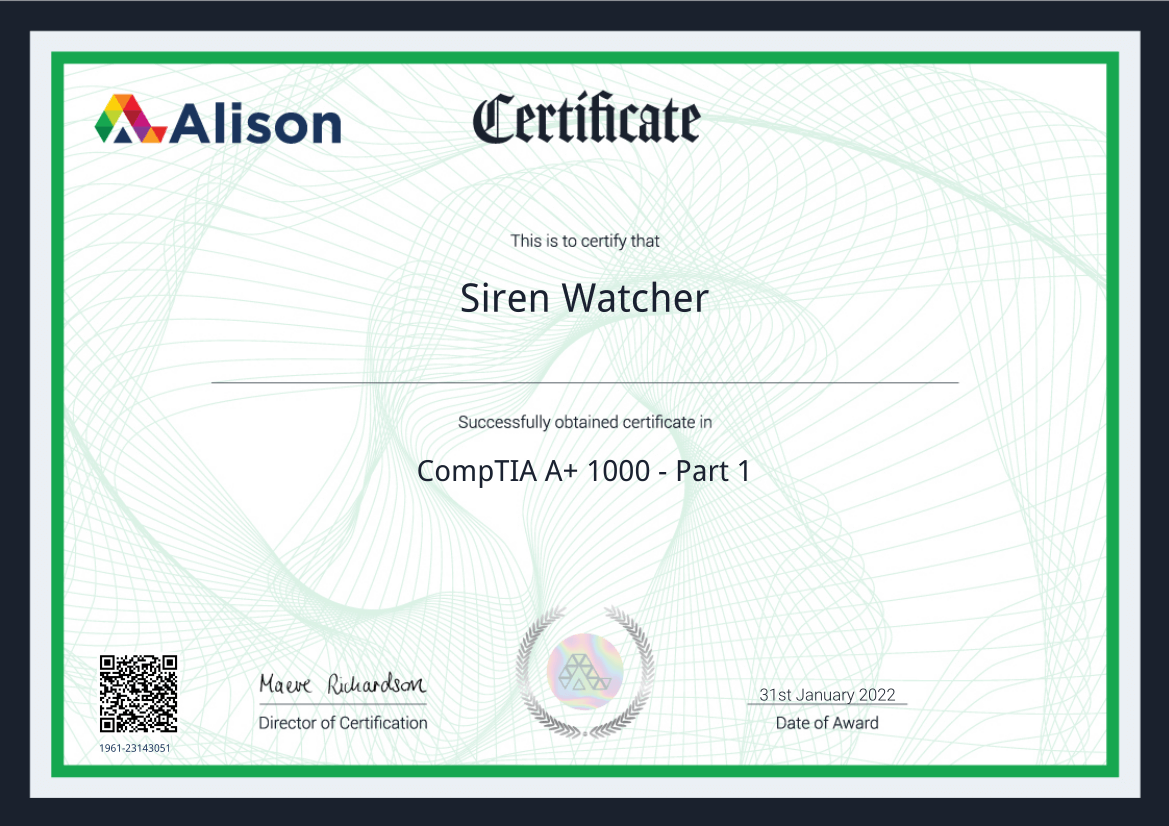 Alison
Certificate
This is to certify that
Siren Watcher
Successfully obtained certificate in
CompTIA A+ 1000 - Part 1
Maeve Richardson
Director of Certification
31st January 2022
Date of Award
1961-23143051